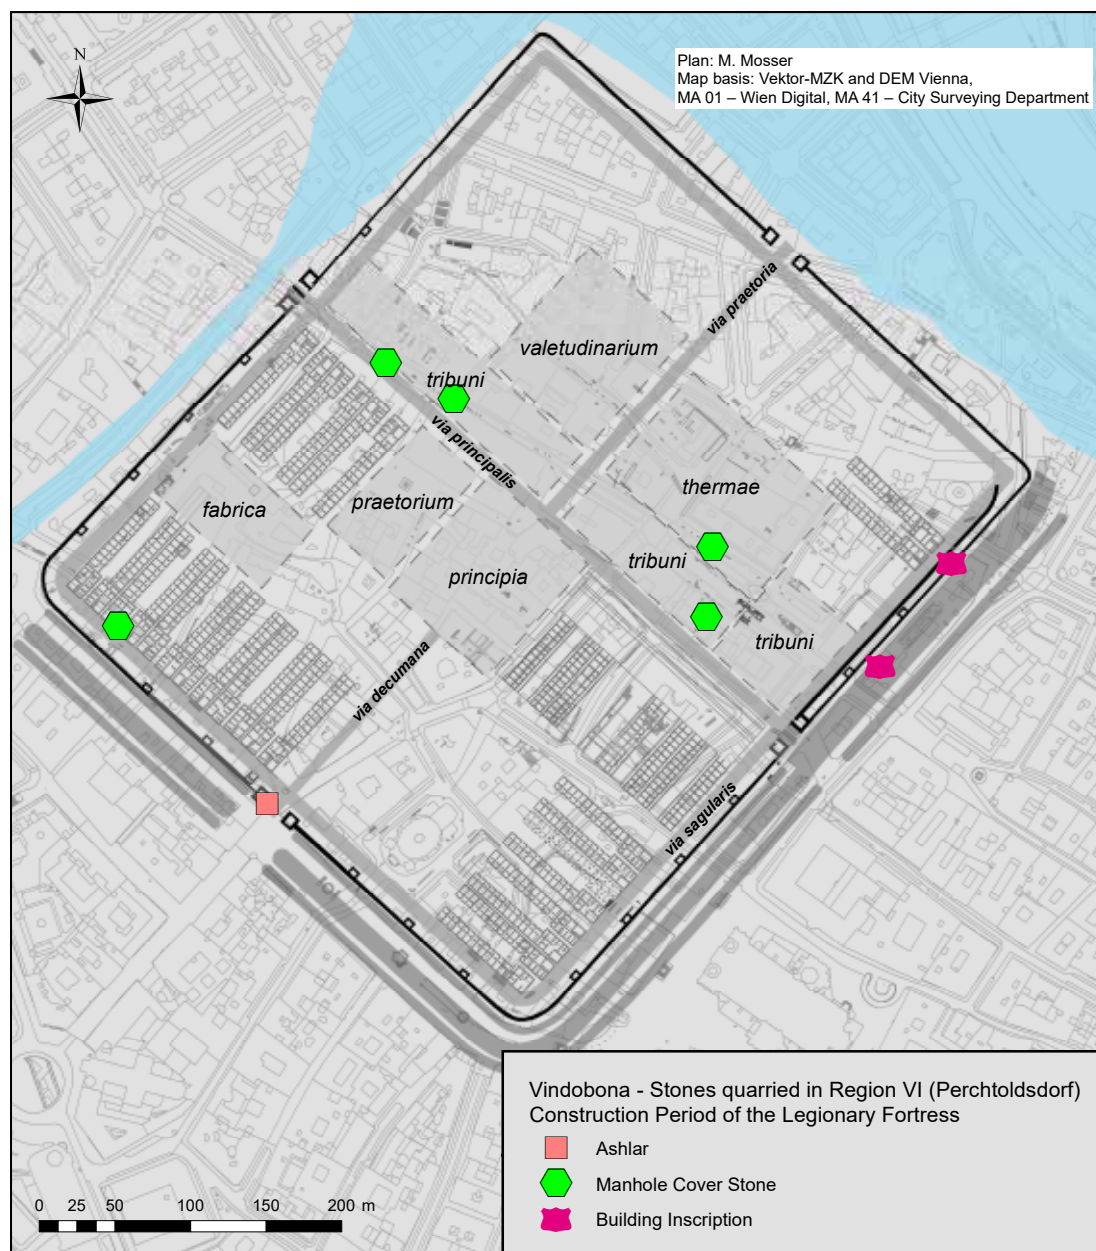 N
Plan: M. Mosser
Map basis: Vektor-MZK and DEM Vienna,
MA 01 – Wien Digital, MA 41 – City Surveying Department
via praetoria
valetudinarium
tribuni
via principalis
thermae
praetorium
fabrica
tribuni
principia
tribuni
via decumana
via sagularis
Vindobona - Stones quarried in Region VI (Perchtoldsdorf)
Construction Period of the Legionary Fortress
Ashlar
Manhole Cover Stone
Building Inscription
0 25 50 100 150 200 m